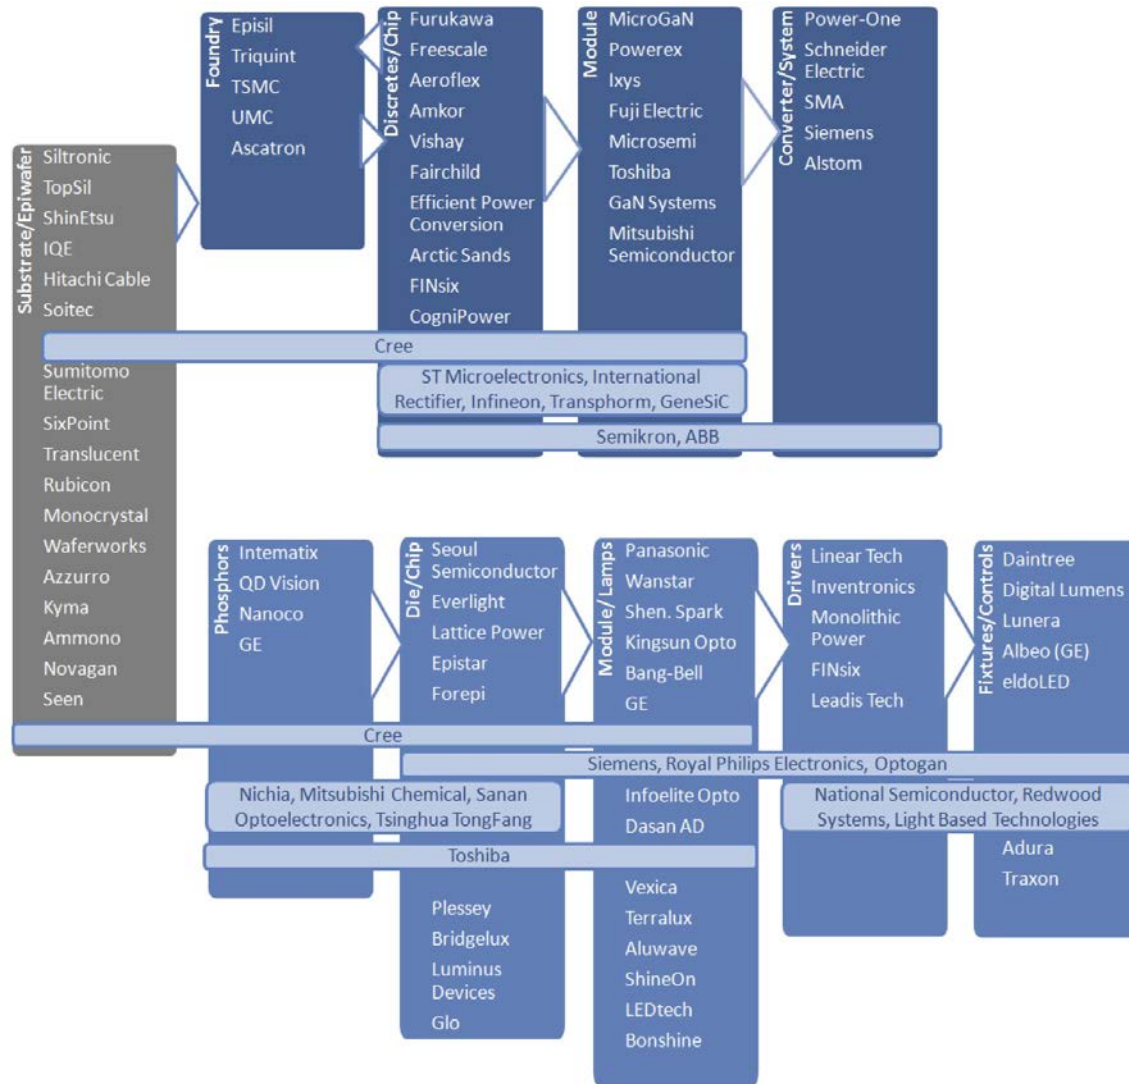 Substrate/Epiwafer
Siltronic
TopSil
ShinEtsu
IQE
Hitachi Cable
Soitec
Sumitomo
Electric
SixPoint
Translucent
Rubicon
Monocrystal
Waferworks
Azzurro
Kyma
Ammono
Novagan
Seen
Foundry
Episil
Triquint
TSMC
UMC
Ascatron
Discretes/Chip
Furukawa
Freescale
Aeroflex
Amkor
Vishay
Fairchild
Efficient Power
Conversion
Arctic Sands
FINsix
CogniPower
Module
MicroGaN
Powerex
Ixys
Fuji Electric
Microsemi
Toshiba
GaN Systems
Mitsubishi
Semiconductor
Converter/System
Power-One
Schneider
Electric
SMA
Siemens
Alstom
Cree
ST Microelectronics, International
Rectifier, Infineon, Transphorm, GeneSiC
Semikron, ABB
Phosphors
Intematix
QD Vision
Nanoco
GE
Die/Chip
Seoul
Semiconductor
Everlight
Lattice Power
Epistar
Forepi
Plessey
Bridgelux
Luminus
Devices
Glo
Module/Lamps
Panasonic
Wanstar
Shen. Spark
Kingsun Opto
Bang-Bell
GE
Infoelite Opto
Dasan AD
Vexica
Terralux
Aluwave
ShineOn
LEDtech
Bonshine
Drivers
Linear Tech
Inventronics
Monolithic
Power
FINsix
Leadis Tech
Fixtures/Controls
Daintree
Digital Lumens
Lunera
Albeo (GE)
eldoLED
Adura
Traxon
Cree
Siemens, Royal Philips Electronics, Optogan
Nichia, Mitsubishi Chemical, Sanan
Optoelectronics, Tsinghua TongFang
National Semiconductor, Redwood
Systems, Light Based Technologies
Toshiba